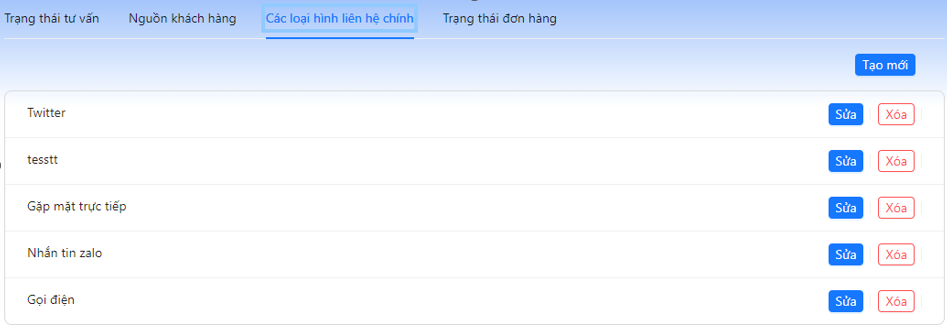 Trạng thái tư vấn Nguồn khách hàng Các loại hình liên hệ chính Trạng thái đơn hàng
Tạo mới
Twitter Sửa Xóa
tesstt Sửa Xóa
Gặp mặt trực tiếp Sửa Xóa
Nhắn tin zalo Sửa Xóa
Gọi điện Sửa Xóa